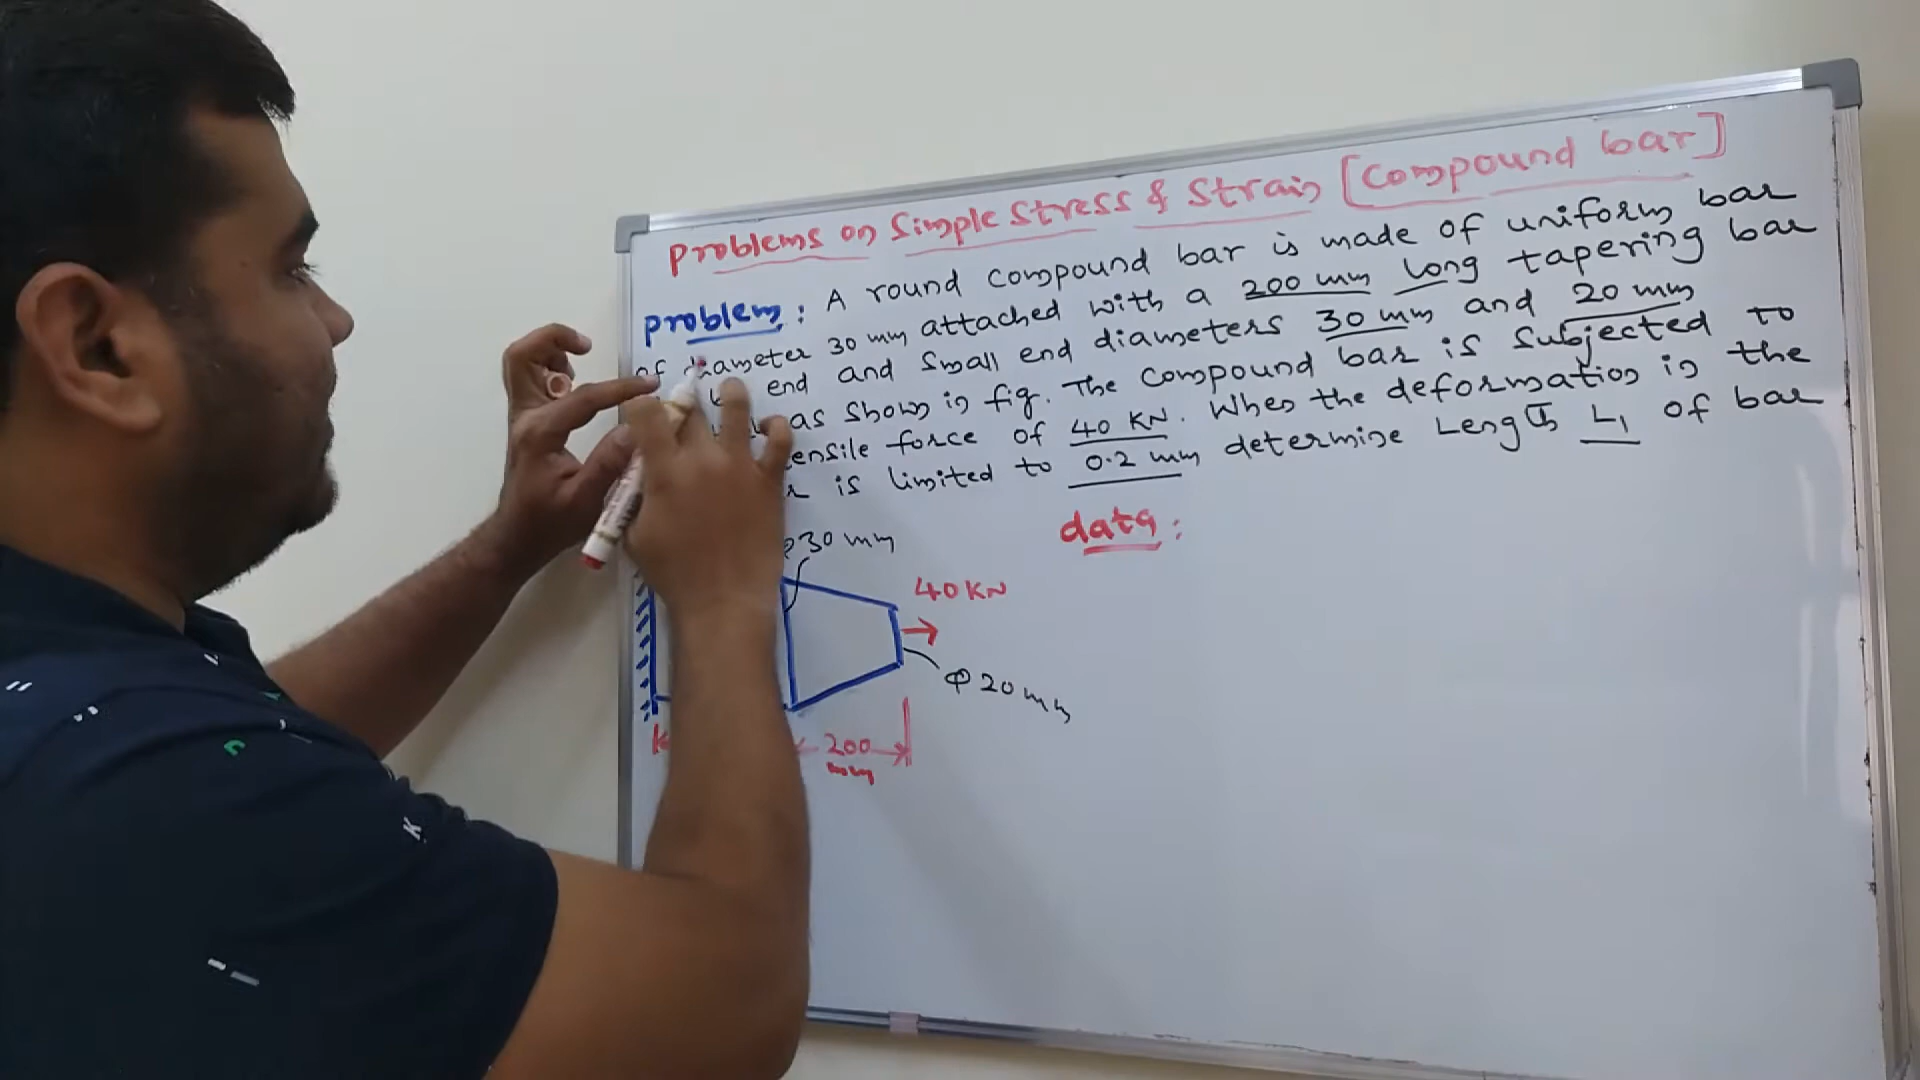 Problems on Simple Stress & Strain [Compound bar]
Problem: A round compound bar is made of uniform bar
of diameter 30 mm attached with a 200 mm long tapering bar
end and small end diameters 30 mm and 20 mm
as shown in fig. The compound bar is subjected to
tensile force of 40 KN. When the deformation in the
is limited to 0.2 mm determine Length L1 of bar
data:
φ30 mm
40 KN
φ 20 mm
200
mm